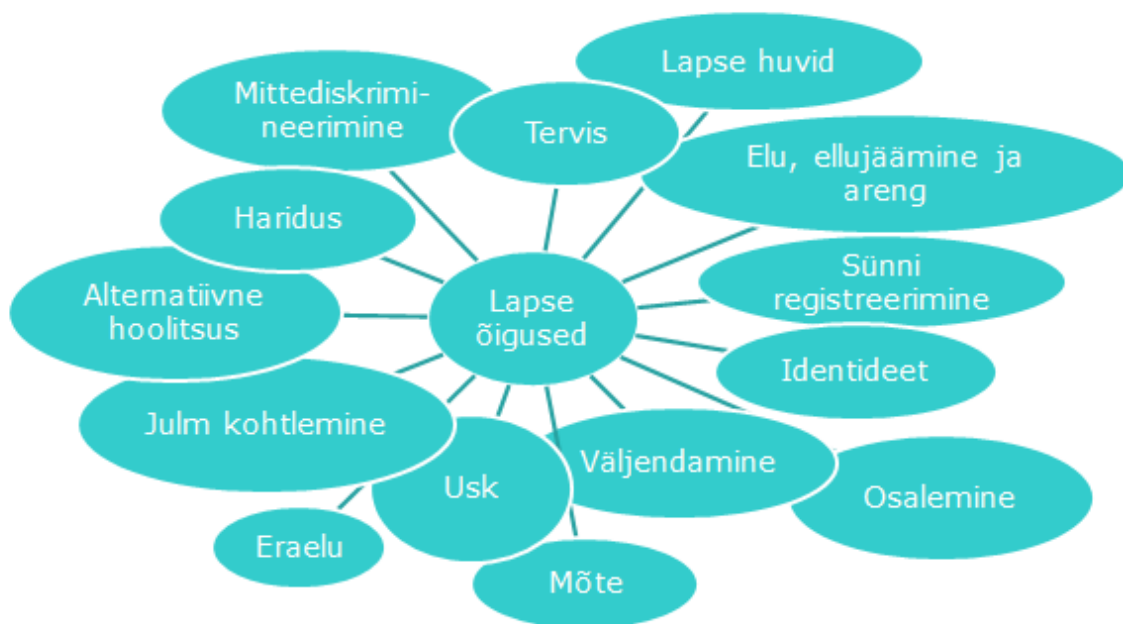 Lapse huvid
Mittediskrimi-
neerimine
Tervis
Elu, ellujäämine ja
areng
Haridus
Sünni
registreerimine
Alternatiivne
hoolitsus
Lapse
õigused
Identideet
Julm kohtlemine
Väljendamine
Usk
Osalemine
Eraelu
Mõte